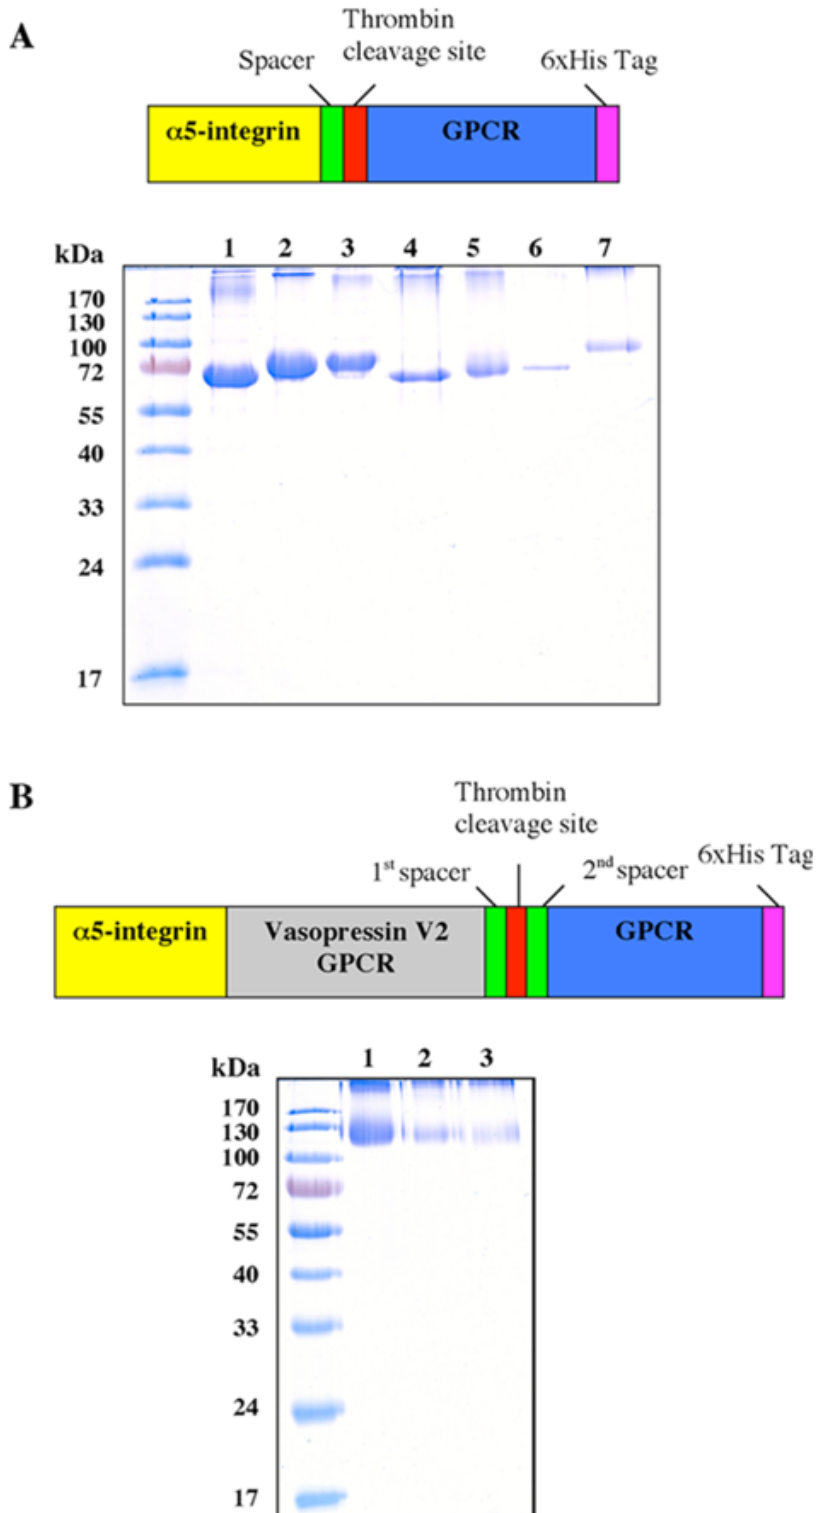 A
Thrombin
cleavage site
Spacer
6xHis Tag
α5-integrin
GPCR
kDa
1 2 3 4 5 6 7
170
130
100
72
55
40
33
24
17
B
Thrombin
cleavage site
1st spacer
2nd spacer
6xHis Tag
α5-integrin
Vasopressin V2
GPCR
GPCR
kDa
1 2 3
170
130
100
72
55
40
33
24
17